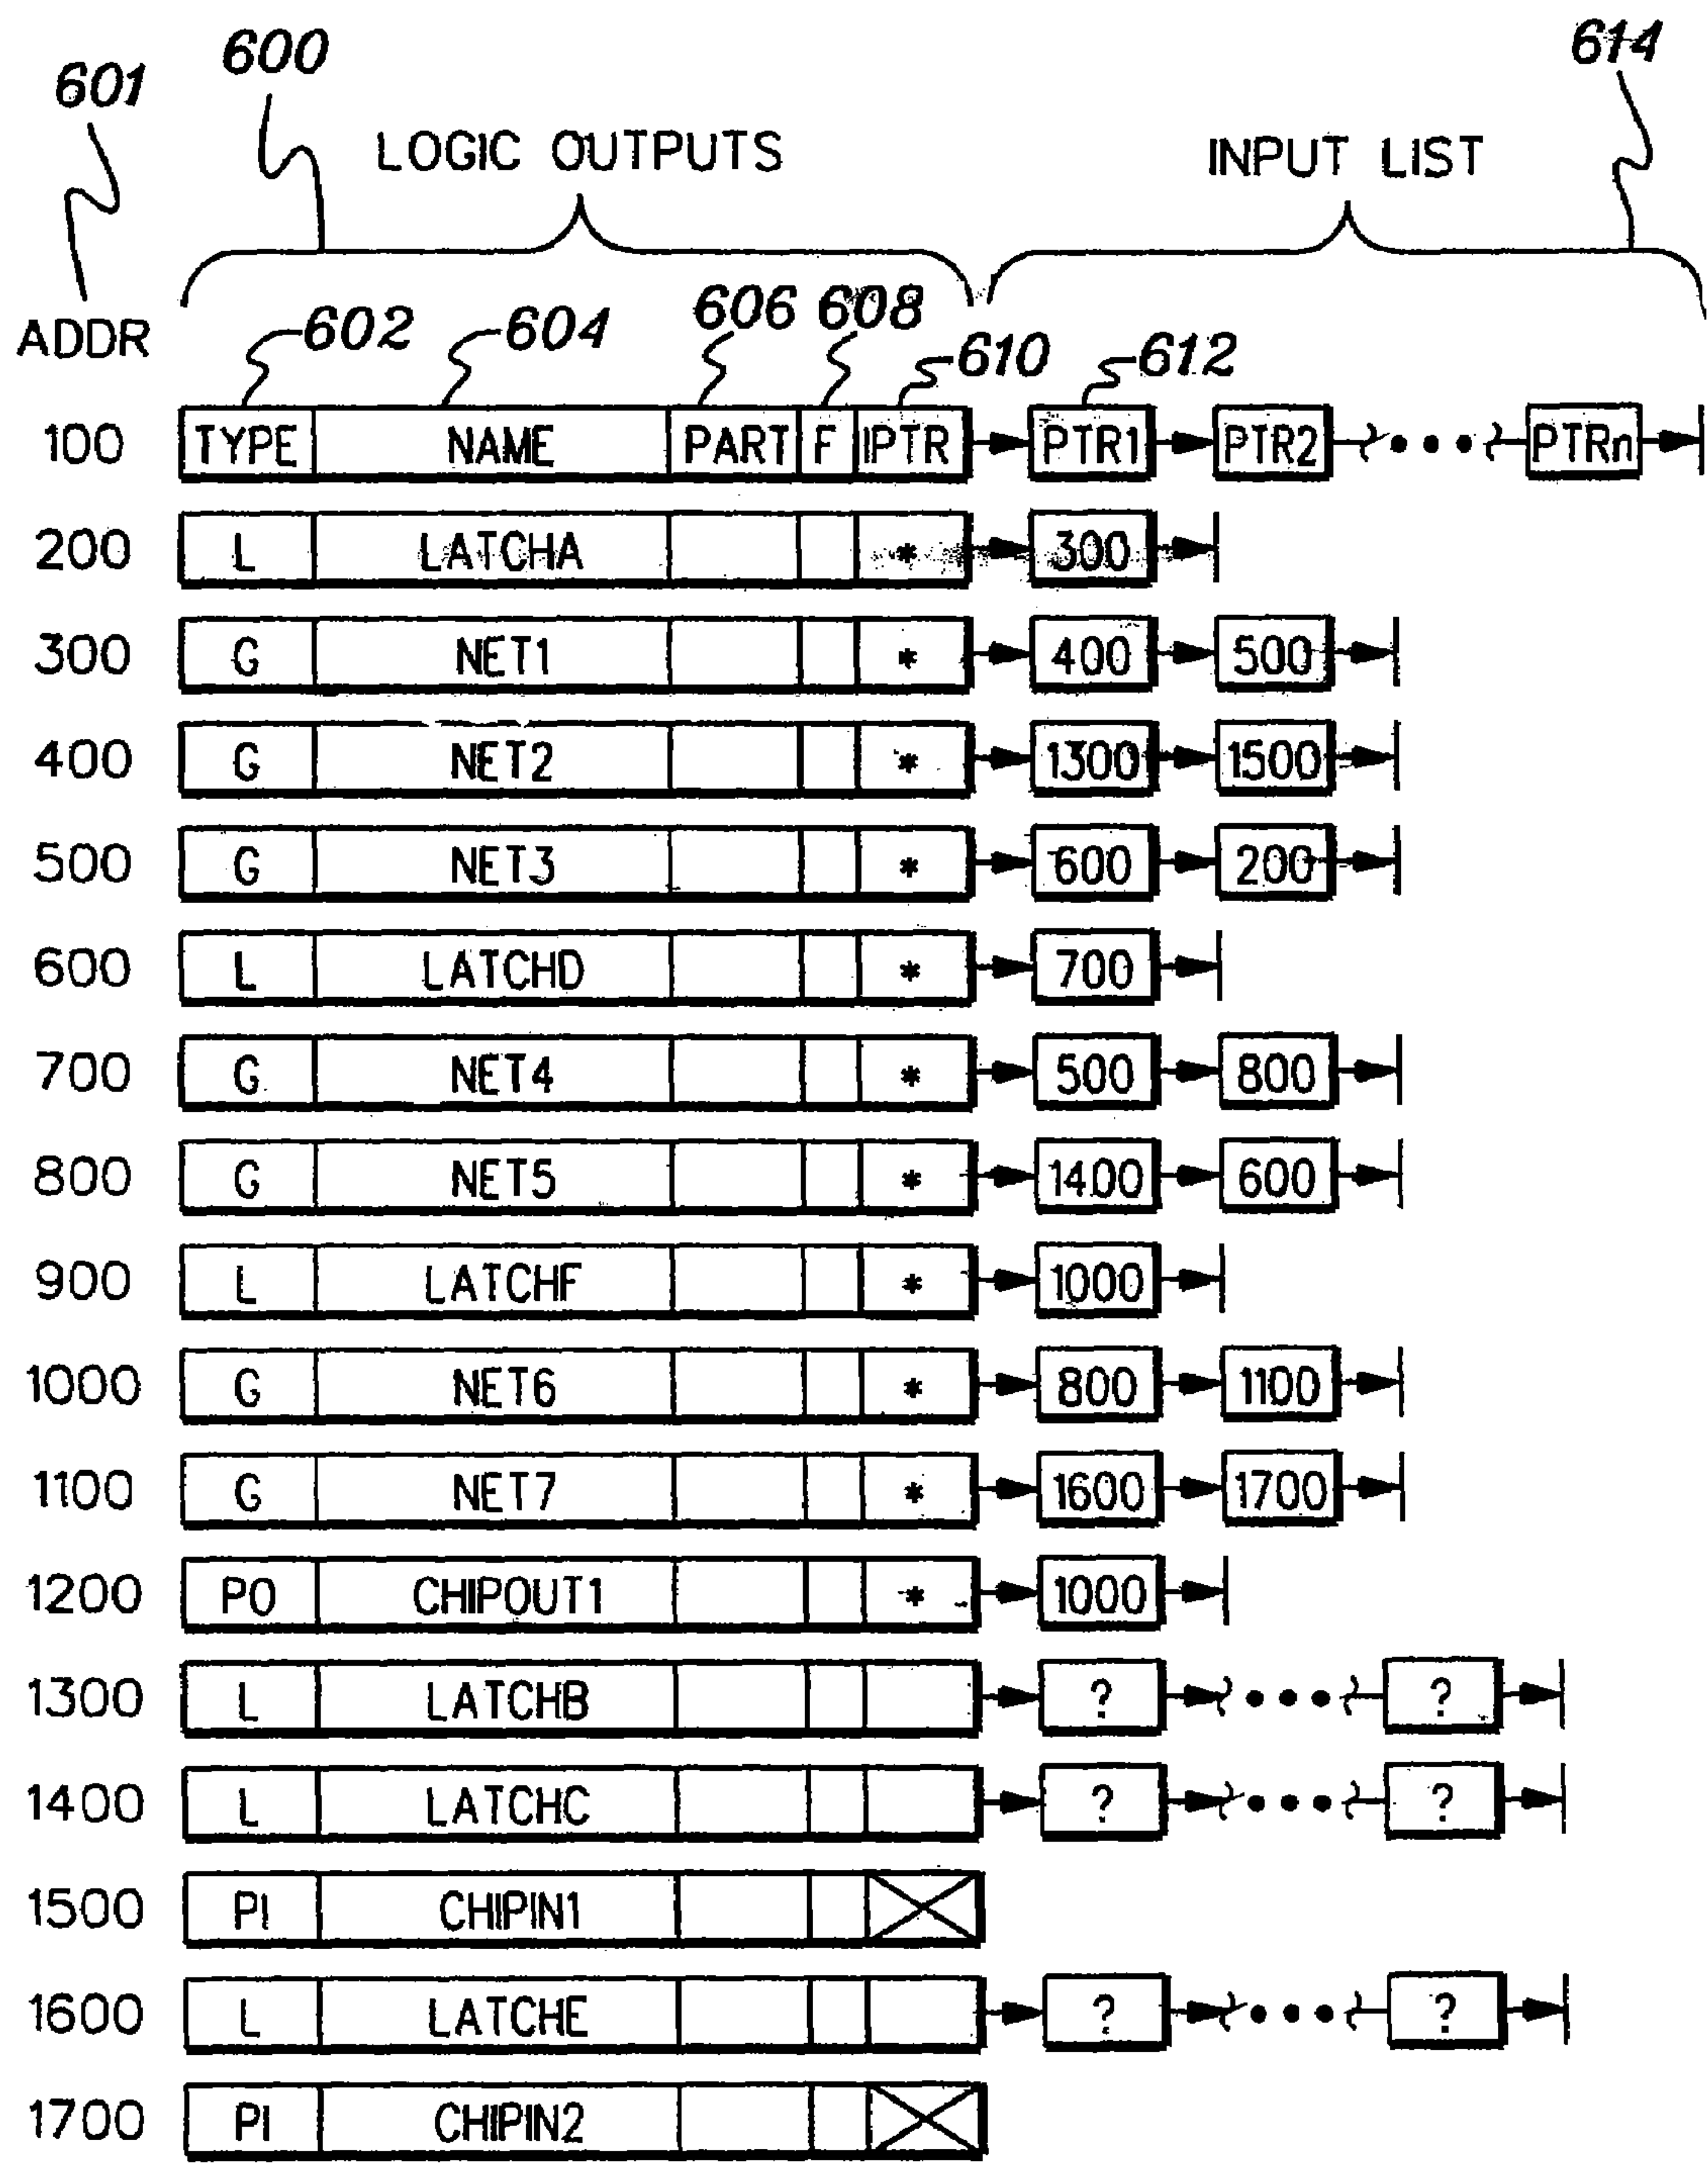 601 600 614
LOGIC OUTPUTS INPUT LIST
ADDR 602 604 606 608 610 612
100 TYPE NAME PART F IPTR PTR1 PTR2 • • • PTRn
200 L LATCHA * 300
300 G NET1 * 400 500
400 G NET2 * 1300 1500
500 G NET3 * 600 200
600 L LATCHD * 700
700 G NET4 * 500 800
800 G NET5 * 1400 600
900 L LATCHF * 1000
1000 G NET6 * 800 1100
1100 G NET7 * 1600 1700
1200 PO CHIPOUT1 * 1000
1300 L LATCHB ? • • • ?
1400 L LATCHC ? • • • ?
1500 PI CHIPIN1
1600 L LATCHE ? • • • ?
1700 PI CHIPIN2